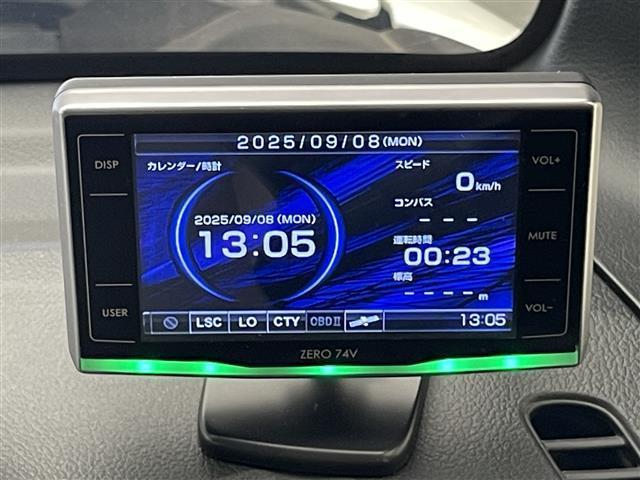 2025/09/08(MON)
DISP
カレンダー/時計
2025/09/08(MON)
13:05
スピード
0km/h
コンパス
- - -
運転時間
00:23
標高
- - - - m
VOL+
MUTE
VOL-
USER
LSC LO CTY OBDⅡ 13:05
ZERO 74V